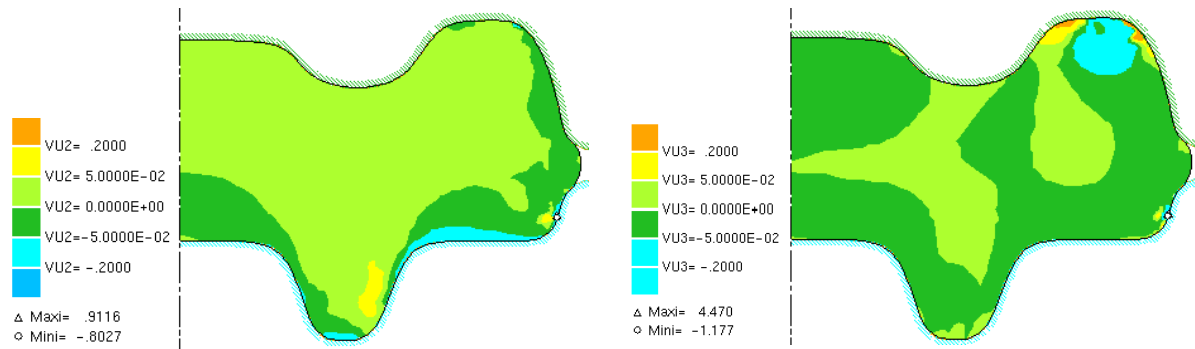 VU2= .2000
VU2= 5.0000E-02
VU2= 0.0000E+00
VU2=-5.0000E-02
VU2= -.2000
△ Maxi= .9116
○ Mini= -.8027
VU3= .2000
VU3= 5.0000E-02
VU3= 0.0000E+00
VU3=-5.0000E-02
VU3= -.2000
△ Maxi= 4.470
○ Mini= -1.177